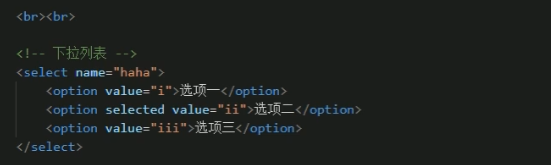 <br><br>
<!-- 下拉列表 -->
<select name="haha">
<option value="i">选项一</option>
<option selected value="ii">选项二</option>
<option value="iii">选项三</option>
</select>